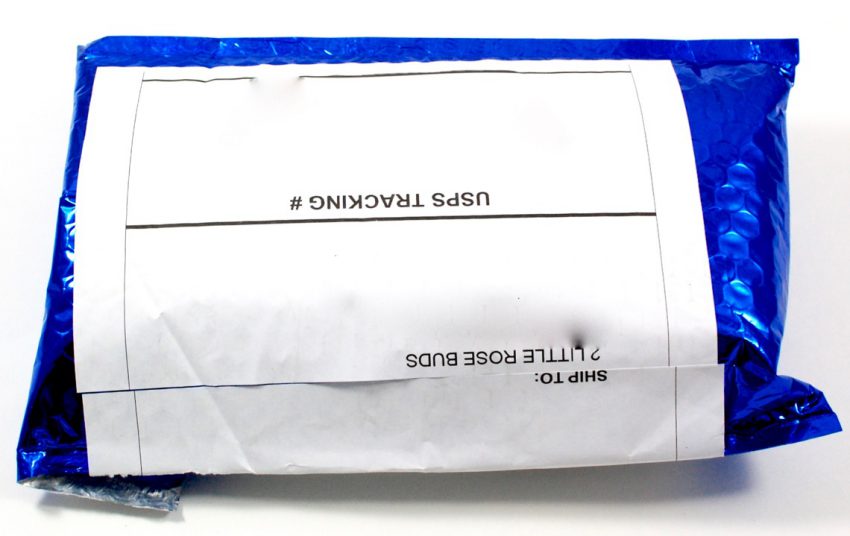 SHIP TO:
2 LITTLE ROSE BUDS
USPS TRACKING #